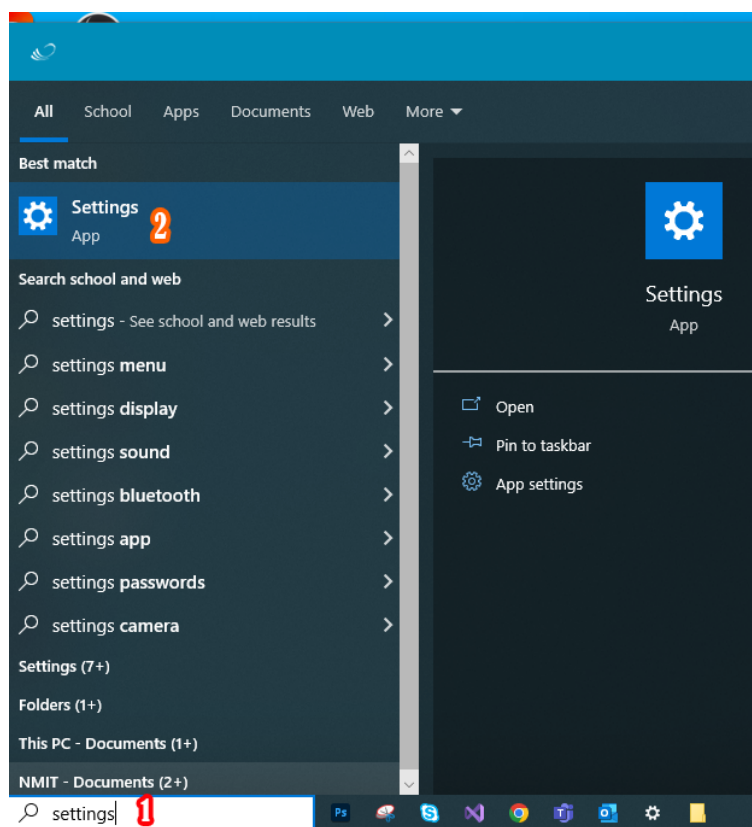 All School Apps Documents Web More
Best match
Settings
App
2
Search school and web
settings - See school and web results
settings menu
settings display
settings sound
settings bluetooth
settings app
settings passwords
settings camera
Settings (7+)
Folders (1+)
This PC - Documents (1+)
NMIT - Documents (2+)
settings
1
Settings
App
Open
Pin to taskbar
App settings
Ps